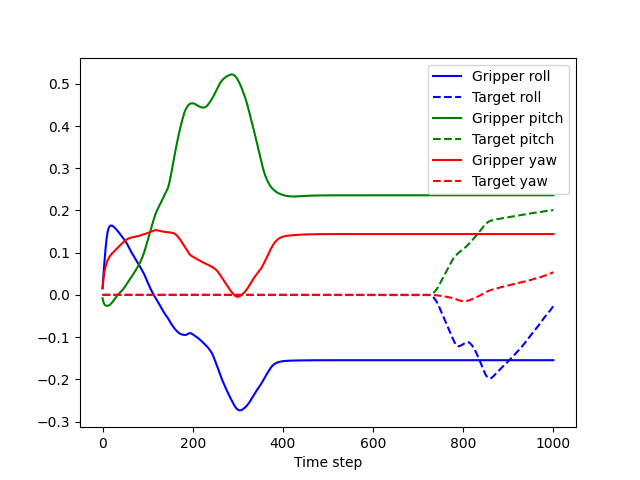 0.5
0.4
0.3
0.2
0.1
0.0
−0.1
−0.2
−0.3
Gripper roll
Target roll
Gripper pitch
Target pitch
Gripper yaw
Target yaw
0 200 400 600 800 1000
Time step